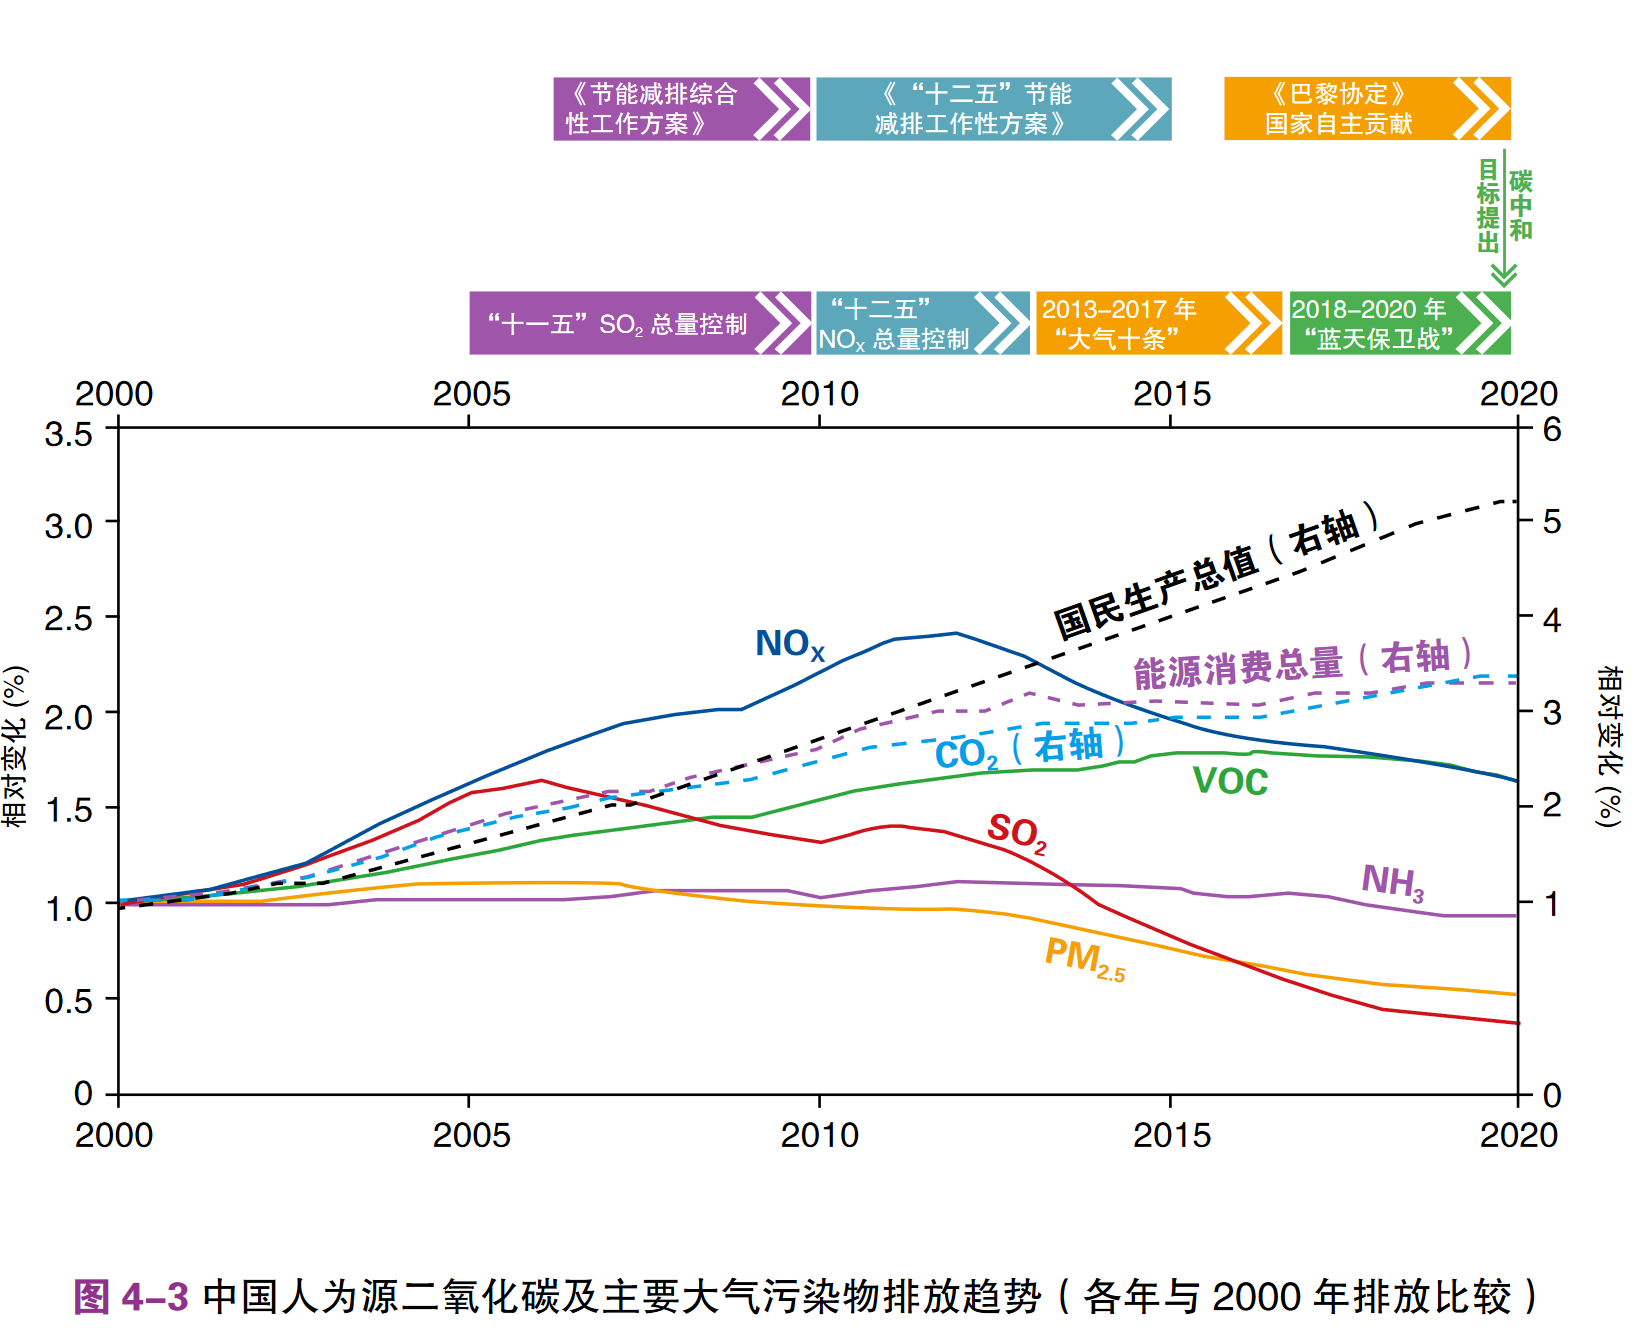 《节能减排综合
性工作方案》
《“十二五”节能
减排工作性方案》
《巴黎协定》
国家自主贡献
碳中和
目标提出
“十一五”SO2 总量控制
“十二五”
NOX 总量控制
2013–2017 年
“大气十条”
2018–2020 年
“蓝天保卫战”
2000 2005 2010 2015 2020
3.5
3.0
2.5
2.0
1.5
1.0
0.5
0
相对变化 (%)
6
5
4
3
2
1
0
相对变化 (%)
国民生产总值（右轴）
NOX
能源消费总量（右轴）
CO2（右轴）
VOC
SO2
NH3
PM2.5
2000 2005 2010 2015 2020
图 4–3 中国人为源二氧化碳及主要大气污染物排放趋势（各年与 2000 年排放比较）